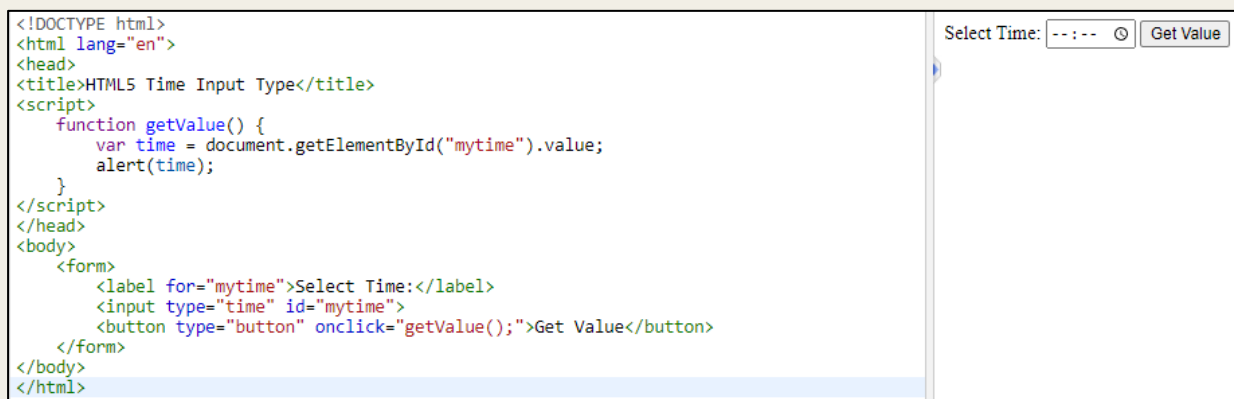 <!DOCTYPE html>
<html lang="en">
<head>
<title>HTML5 Time Input Type</title>
<script>
    function getValue() {
        var time = document.getElementById("mytime").value;
        alert(time);
    }
</script>
</head>
<body>
    <form>
        <label for="mytime">Select Time:</label>
        <input type="time" id="mytime">
        <button type="button" onclick="getValue();">Get Value</button>
    </form>
</body>
</html>
Select Time: --:-- Get Value